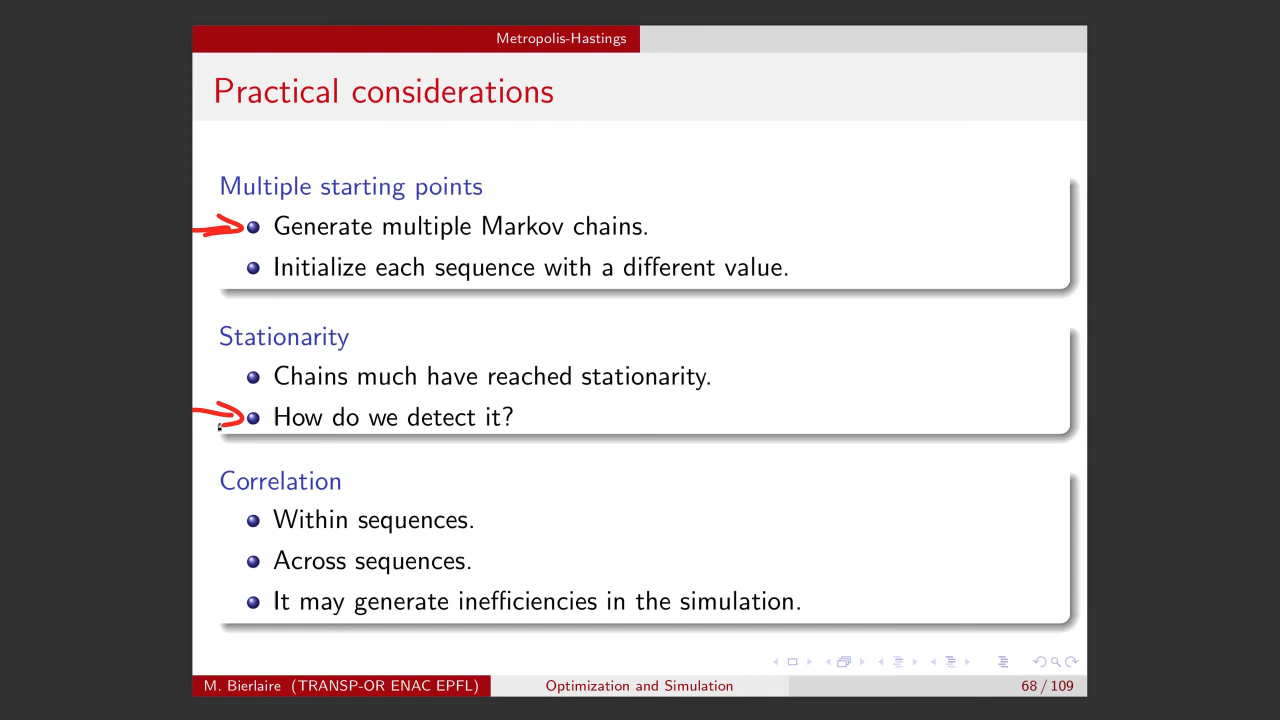 Metropolis-Hastings
Practical considerations
Multiple starting points
Generate multiple Markov chains.
Initialize each sequence with a different value.
Stationarity
Chains much have reached stationarity.
How do we detect it?
Correlation
Within sequences.
Across sequences.
It may generate inefficiencies in the simulation.
M. Bierlaire (TRANSP-OR ENAC EPFL) Optimization and Simulation 68 / 109